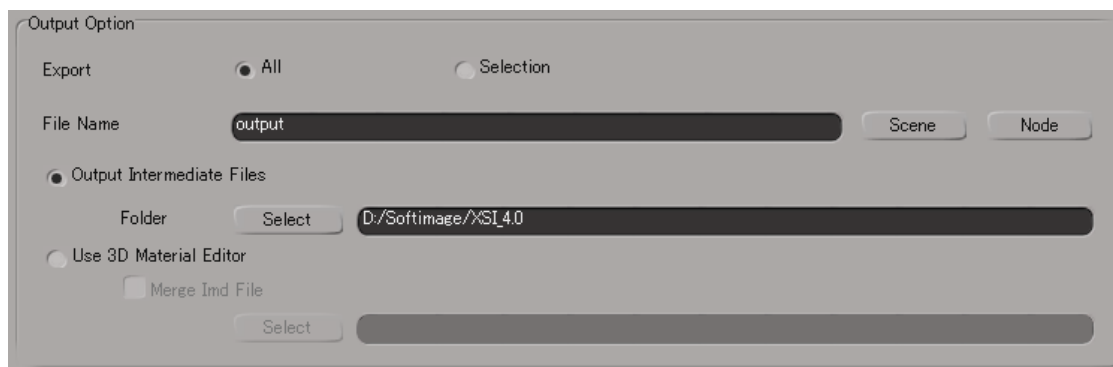 Output Option
Export All Selection
File Name output Scene Node
Output Intermediate Files
Folder Select D:/Softimage/XSI_4.0
Use 3D Material Editor
Merge Imd File
Select